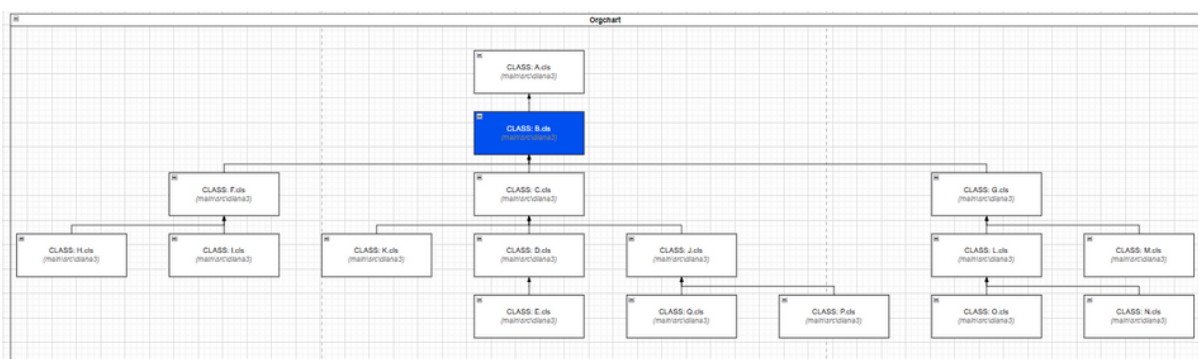 Orgchart
CLASS: A.cls
(main\src\diana3)
CLASS: B.cls
(main\src\diana3)
CLASS: F.cls
(main\src\diana3)
CLASS: C.cls
(main\src\diana3)
CLASS: G.cls
(main\src\diana3)
CLASS: H.cls
(main\src\diana3)
CLASS: I.cls
(main\src\diana3)
CLASS: K.cls
(main\src\diana3)
CLASS: D.cls
(main\src\diana3)
CLASS: J.cls
(main\src\diana3)
CLASS: L.cls
(main\src\diana3)
CLASS: M.cls
(main\src\diana3)
CLASS: E.cls
(main\src\diana3)
CLASS: Q.cls
(main\src\diana3)
CLASS: P.cls
(main\src\diana3)
CLASS: O.cls
(main\src\diana3)
CLASS: N.cls
(main\src\diana3)